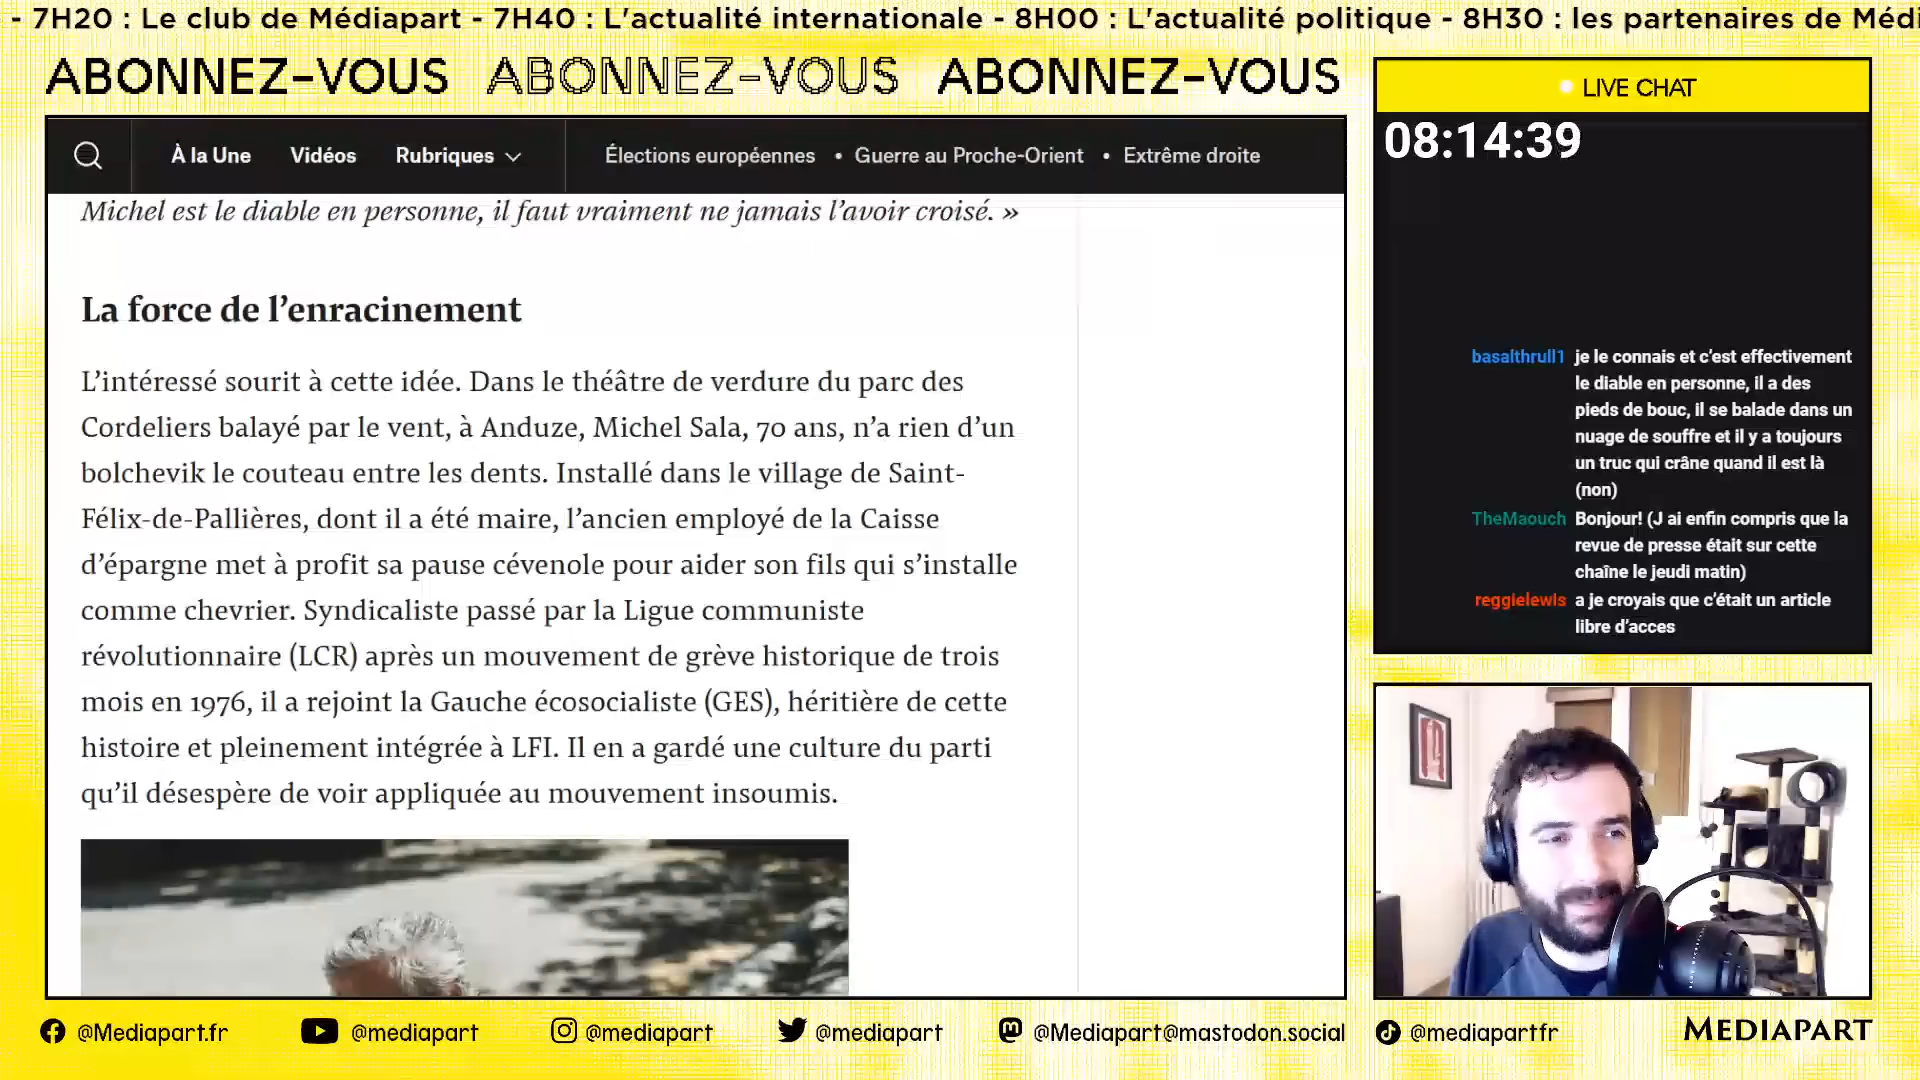 - 7H20 : Le club de Médiapart - 7H40 : L'actualité internationale - 8H00 : L'actualité politique - 8H30 : les partenaires de Médi
ABONNEZ-VOUS ABONNEZ-VOUS ABONNEZ-VOUS
À la Une Vidéos Rubriques Élections européennes • Guerre au Proche-Orient • Extrême droite
Michel est le diable en personne, il faut vraiment ne jamais l’avoir croisé. »
La force de l’enracinement
L’intéressé sourit à cette idée. Dans le théâtre de verdure du parc des
Cordeliers balayé par le vent, à Anduze, Michel Sala, 70 ans, n’a rien d’un
bolchevik le couteau entre les dents. Installé dans le village de Saint-
Félix-de-Pallières, dont il a été maire, l’ancien employé de la Caisse
d’épargne met à profit sa pause cévenole pour aider son fils qui s’installe
comme chevrier. Syndicaliste passé par la Ligue communiste
révolutionnaire (LCR) après un mouvement de grève historique de trois
mois en 1976, il a rejoint la Gauche écosocialiste (GES), héritière de cette
histoire et pleinement intégrée à LFI. Il en a gardé une culture du parti
qu’il désespère de voir appliquée au mouvement insoumis.
LIVE CHAT
08:14:39
basalthrull1 je le connais et c’est effectivement
le diable en personne, il a des
pieds de bouc, il se balade dans un
nuage de souffre et il y a toujours
un truc qui crâne quand il est là
(non)
TheMaouch Bonjour! (J ai enfin compris que la
revue de presse était sur cette
chaîne le jeudi matin)
reggielewis a je croyais que c’était un article
libre d’acces
@Mediapart.fr @mediapart @mediapart @mediapart @Mediapart@mastodon.social @mediapartfr MEDIAPART